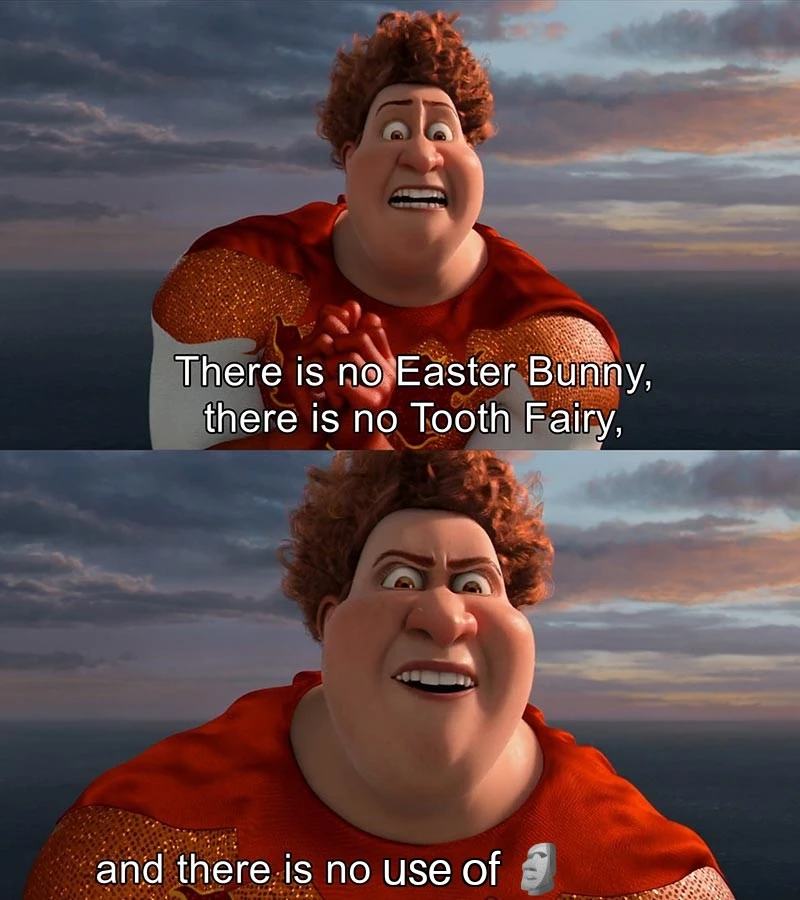 There is no Easter Bunny,
there is no Tooth Fairy,
and there is no use of 🗿